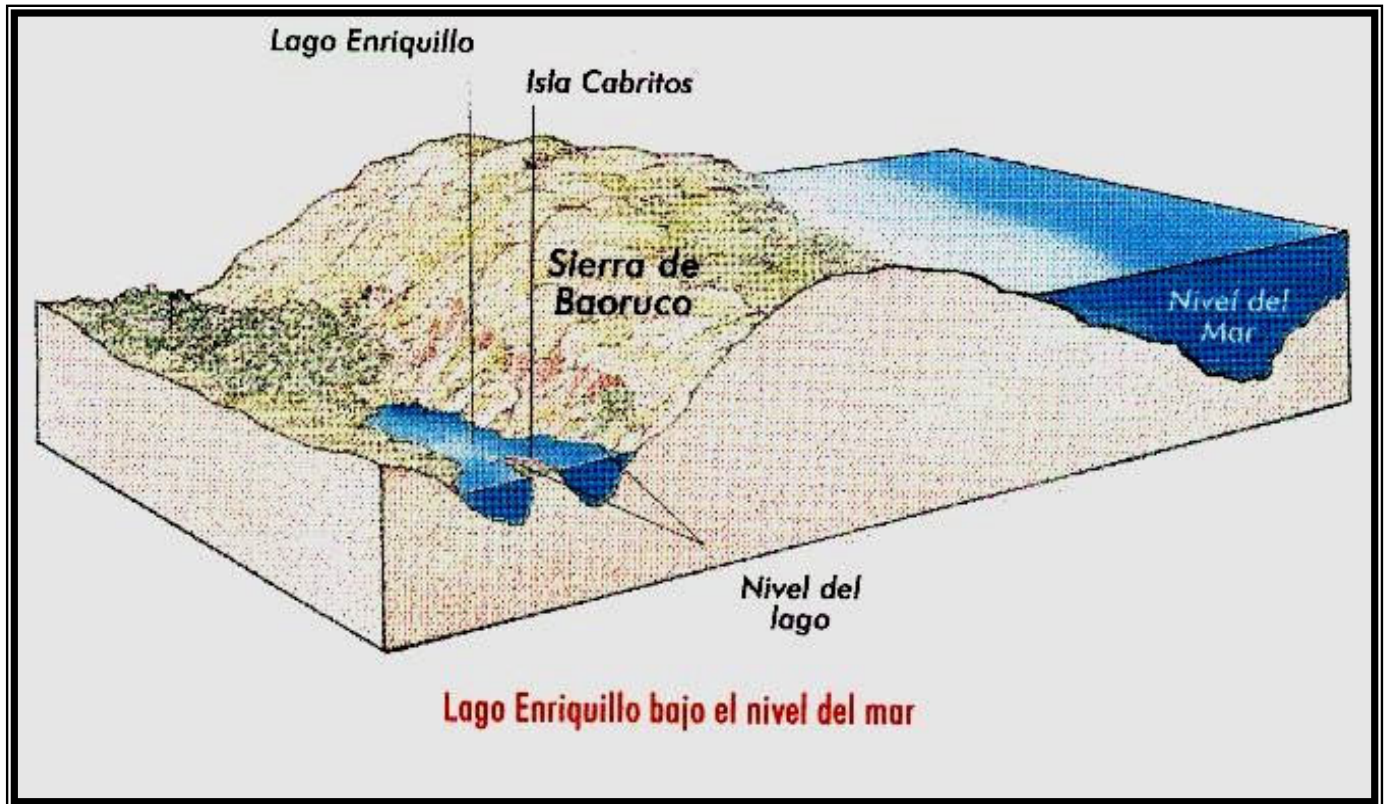 Lago Enriquillo
Isla Cabritos
Sierra de
Baoruco
Nivel del
Mar
Nivel del
lago
Lago Enriquillo bajo el nivel del mar